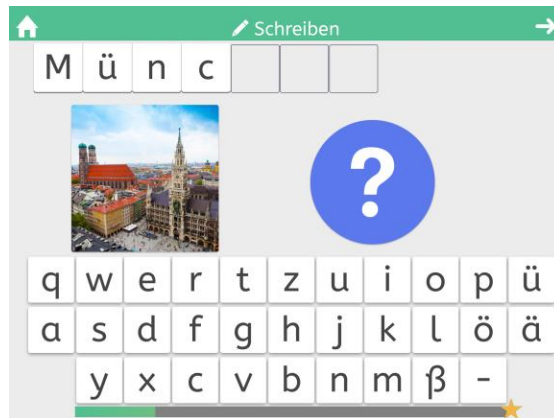 Schreiben
M ü n c
?
q w e r t z u i o p ü
a s d f g h j k l ö ä
y x c v b n m ß -